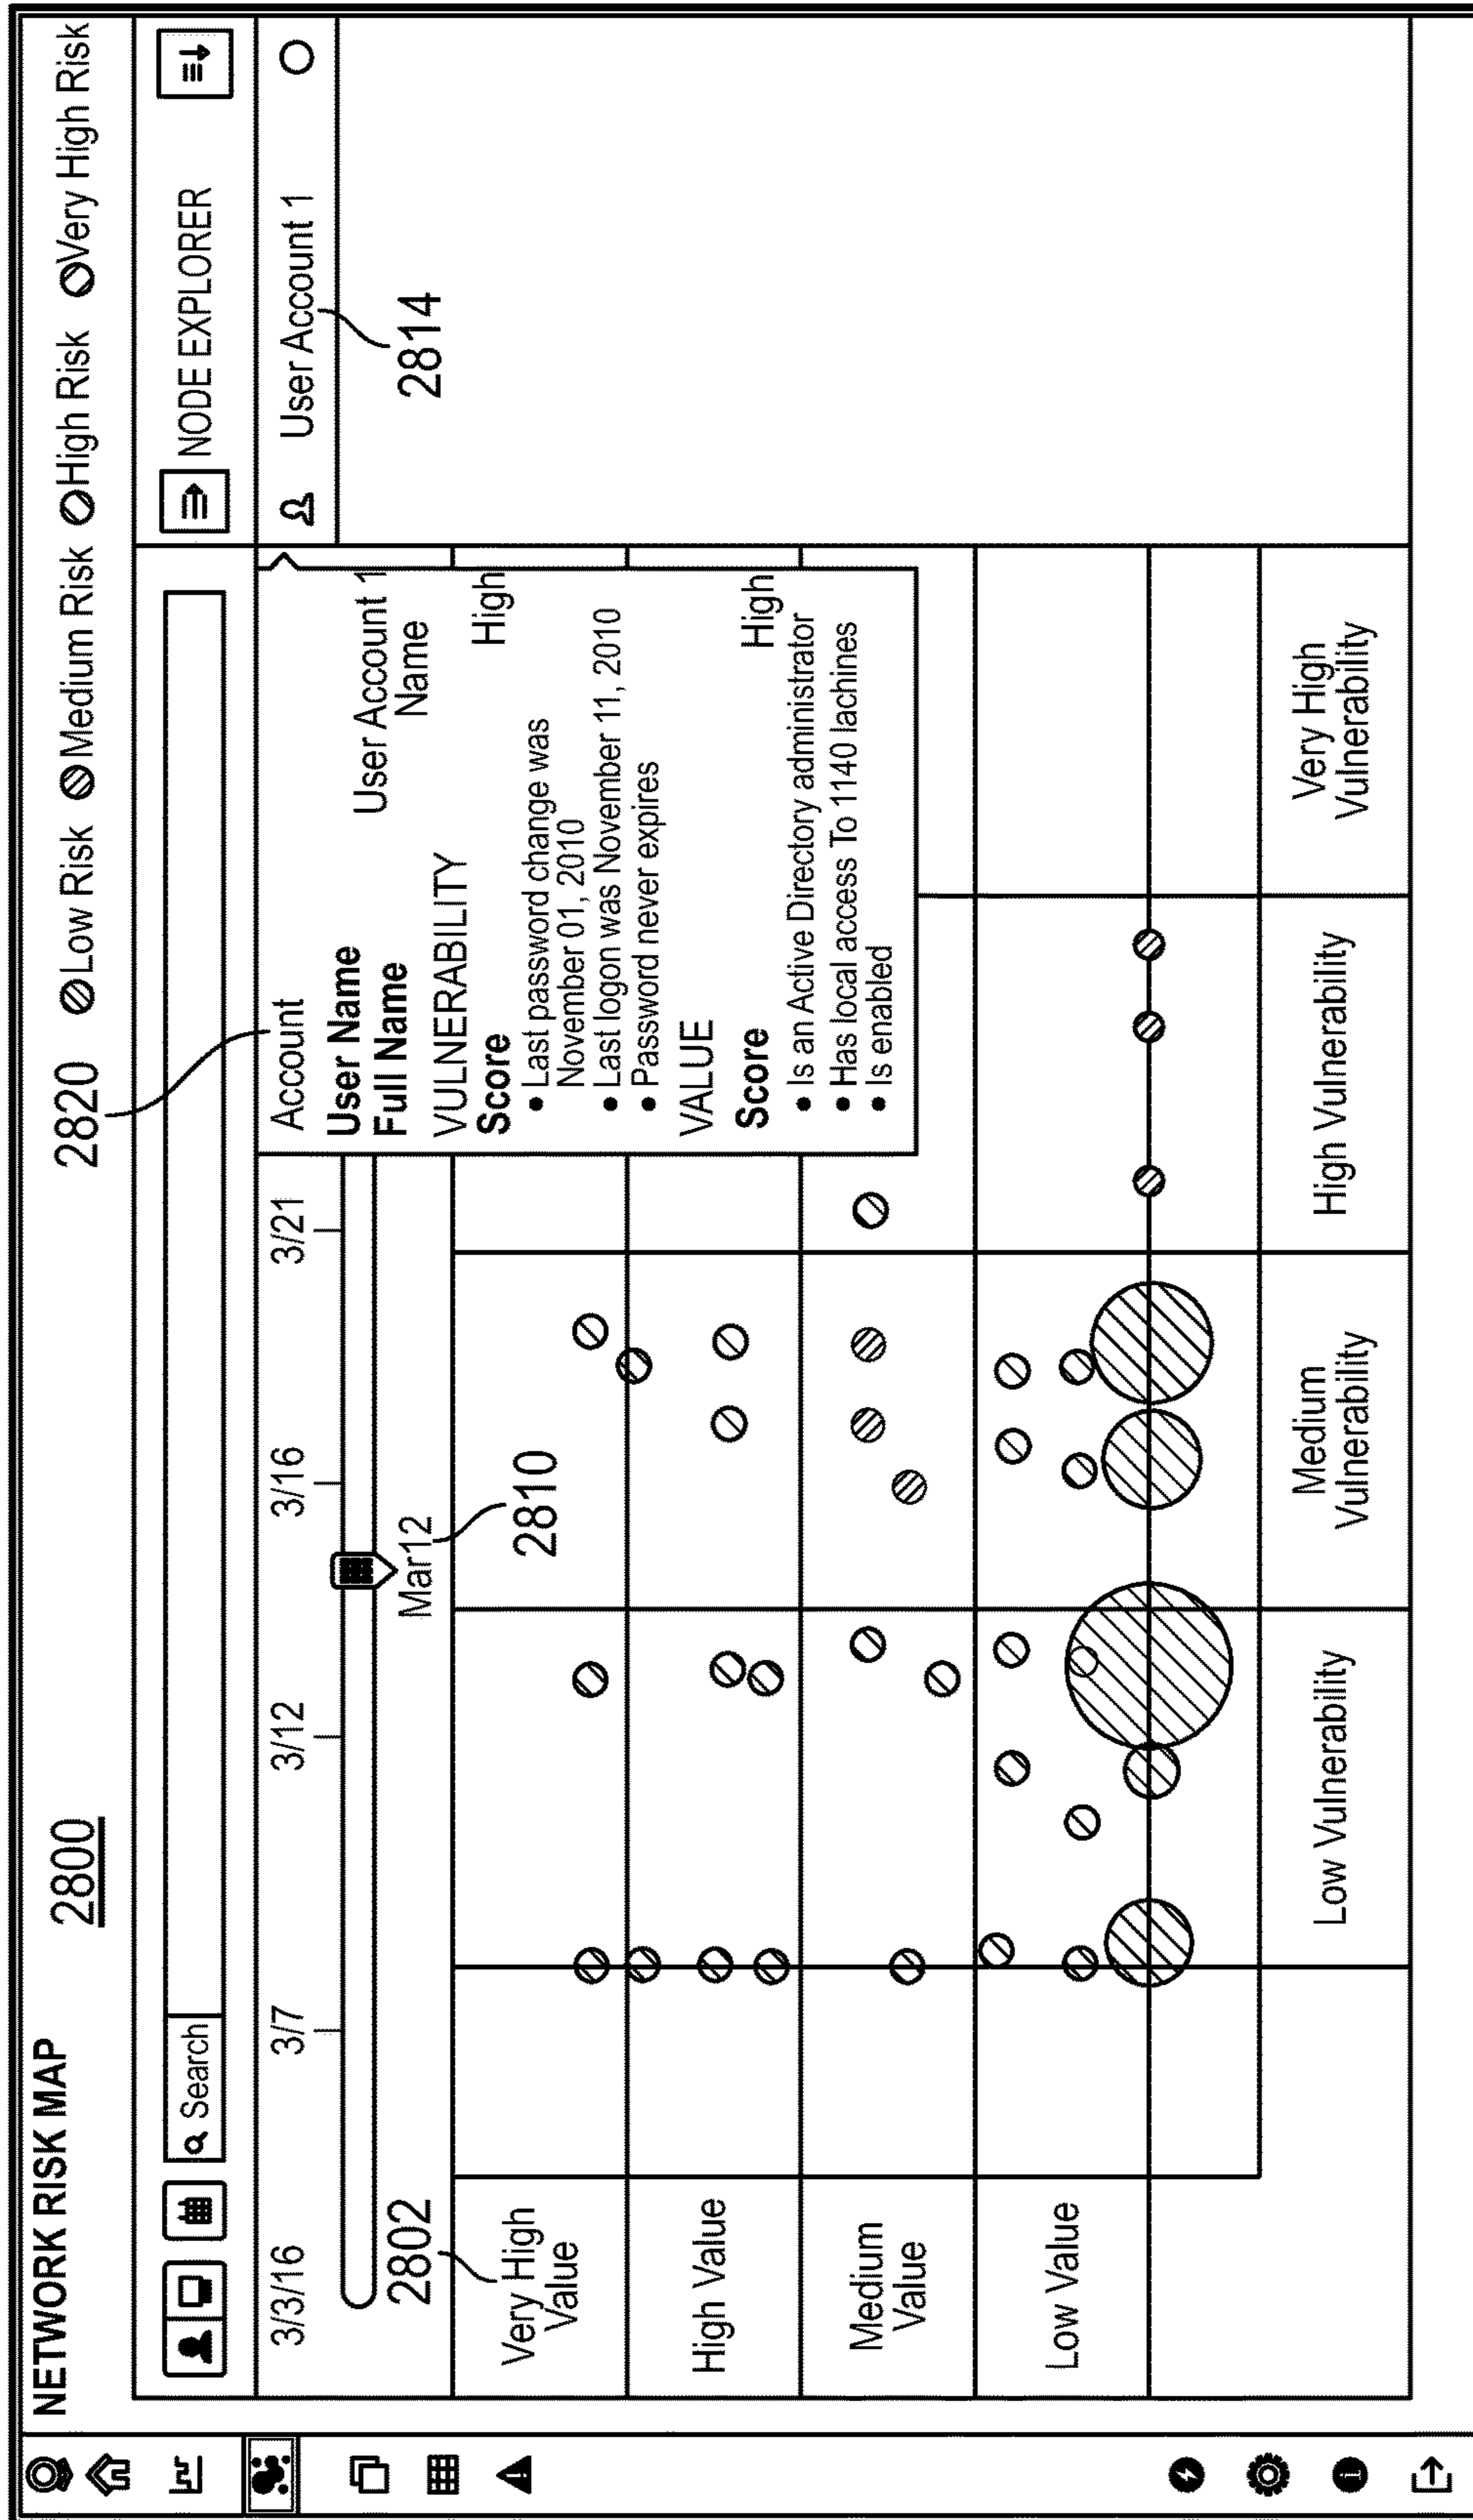 NETWORK RISK MAP
2800
2820
Low Risk
Medium Risk
High Risk
Very High Risk
Search
NODE EXPLORER
3/3/16
3/7
3/12
3/16
3/21
Mar12
2810
2802
Account
User Name
User Account 1
Full Name
Name
VULNERABILITY
Score
High
• Last password change was
November 01, 2010
• Last logon was November 11, 2010
• Password never expires
VALUE
Score
High
• Is an Active Directory administrator
• Has local access To 1140 lachines
• Is enabled
User Account 1
2814
Very High
Value
High Value
Medium
Value
Low Value
Low Vulnerability
Medium
Vulnerability
High Vulnerability
Very High
Vulnerability